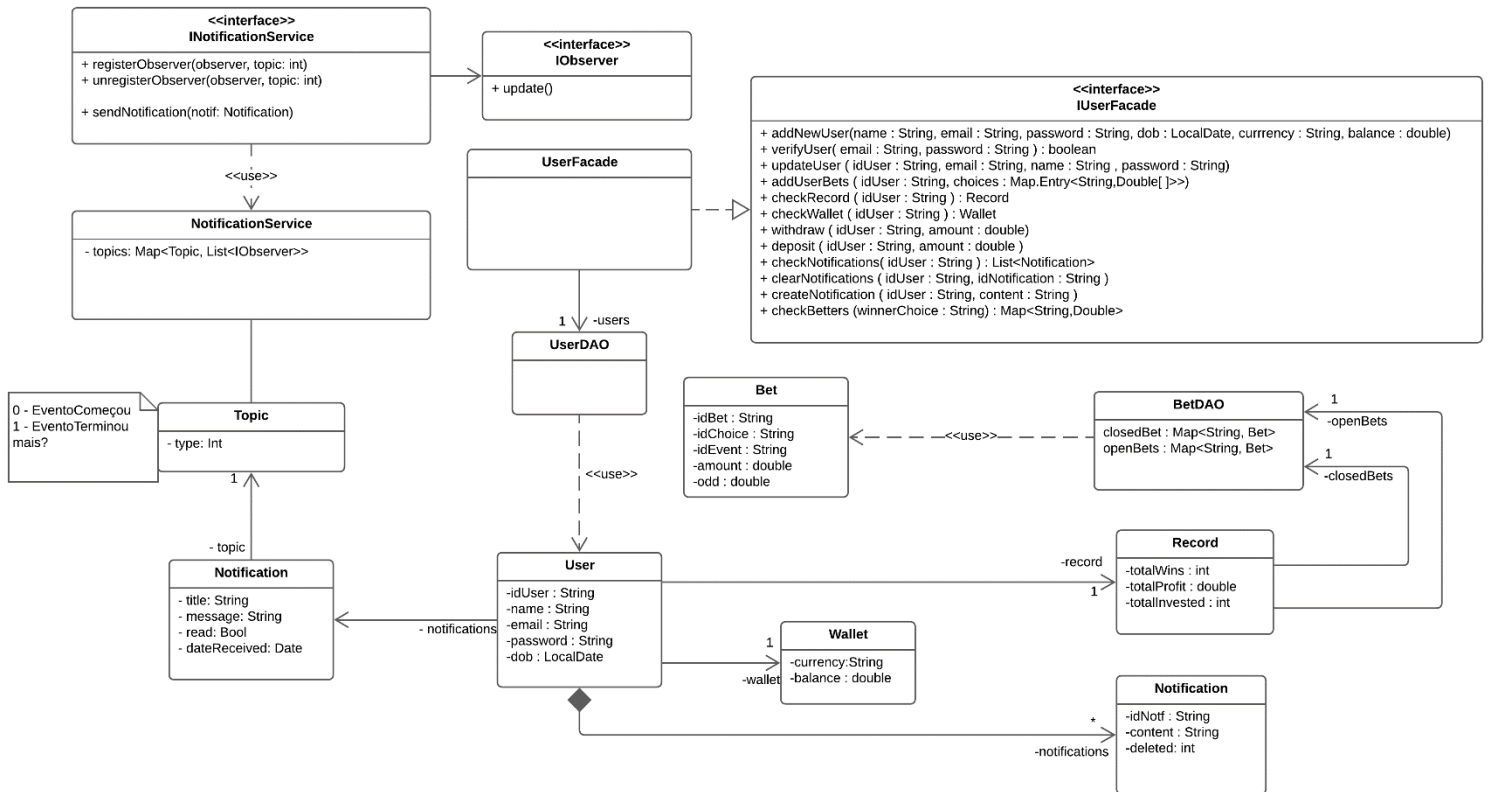 <<interface>>
INotificationService
+ registerObserver(observer, topic: int)
+ unregisterObserver(observer, topic: int)
+ sendNotification(notif: Notification)
<<interface>>
IObserver
+ update()
<<interface>>
IUserFacade
+ addNewUser(name : String, email : String, password : String, dob : LocalDate, currrency : String, balance : double)
+ verifyUser( email : String, password : String ) : boolean
+ updateUser ( idUser : String, email : String, name : String , password : String)
+ addUserBets ( idUser : String, choices : Map.Entry<String,Double[ ]>>)
+ checkRecord ( idUser : String ) : Record
+ checkWallet ( idUser : String ) : Wallet
+ withdraw ( idUser : String, amount : double)
+ deposit ( idUser : String, amount : double )
+ checkNotifications( idUser : String ) : List<Notification>
+ clearNotifications ( idUser : String, idNotification : String )
+ createNotification ( idUser : String, content : String )
+ checkBetters (winnerChoice : String) : Map<String,Double>
UserFacade
<<use>>
NotificationService
- topics: Map<Topic, List<IObserver>>
1
-users
UserDAO
<<use>>
0 - EventoComeçou
1 - EventoTerminou
mais?
Topic
- type: Int
1
- topic
Bet
-idBet : String
-idChoice : String
-idEvent : String
-amount : double
-odd : double
<<use>>
BetDAO
closedBet : Map<String, Bet>
openBets : Map<String, Bet>
1
-openBets
1
-closedBets
Notification
- title: String
- message: String
- read: Bool
- dateReceived: Date
- notifications
User
-idUser : String
-name : String
-email : String
-password : String
-dob : LocalDate
-record
1
Record
-totalWins : int
-totalProfit : double
-totalInvested : int
1
-wallet
Wallet
-currency:String
-balance : double
*
-notifications
Notification
-idNotf : String
-content : String
-deleted: int